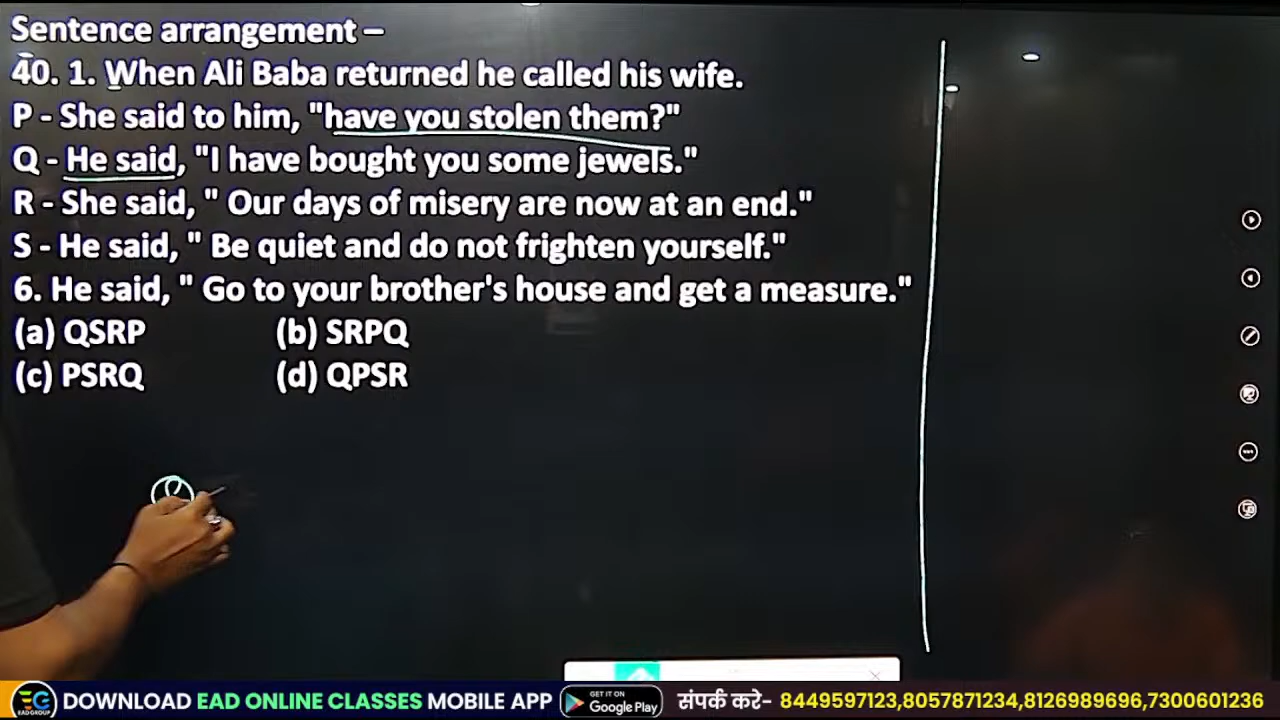 Sentence arrangement –
40. 1. When Ali Baba returned he called his wife.
P - She said to him, "have you stolen them?"
Q - He said, "I have bought you some jewels."
R - She said, " Our days of misery are now at an end."
S - He said, " Be quiet and do not frighten yourself."
6. He said, " Go to your brother's house and get a measure."
(a) QSRP (b) SRPQ
(c) PSRQ (d) QPSR
EG EAD GROUP DOWNLOAD EAD ONLINE CLASSES MOBILE APP GET IT ON Google Play संपर्क करे- 8449597123,8057871234,8126989696,7300601236